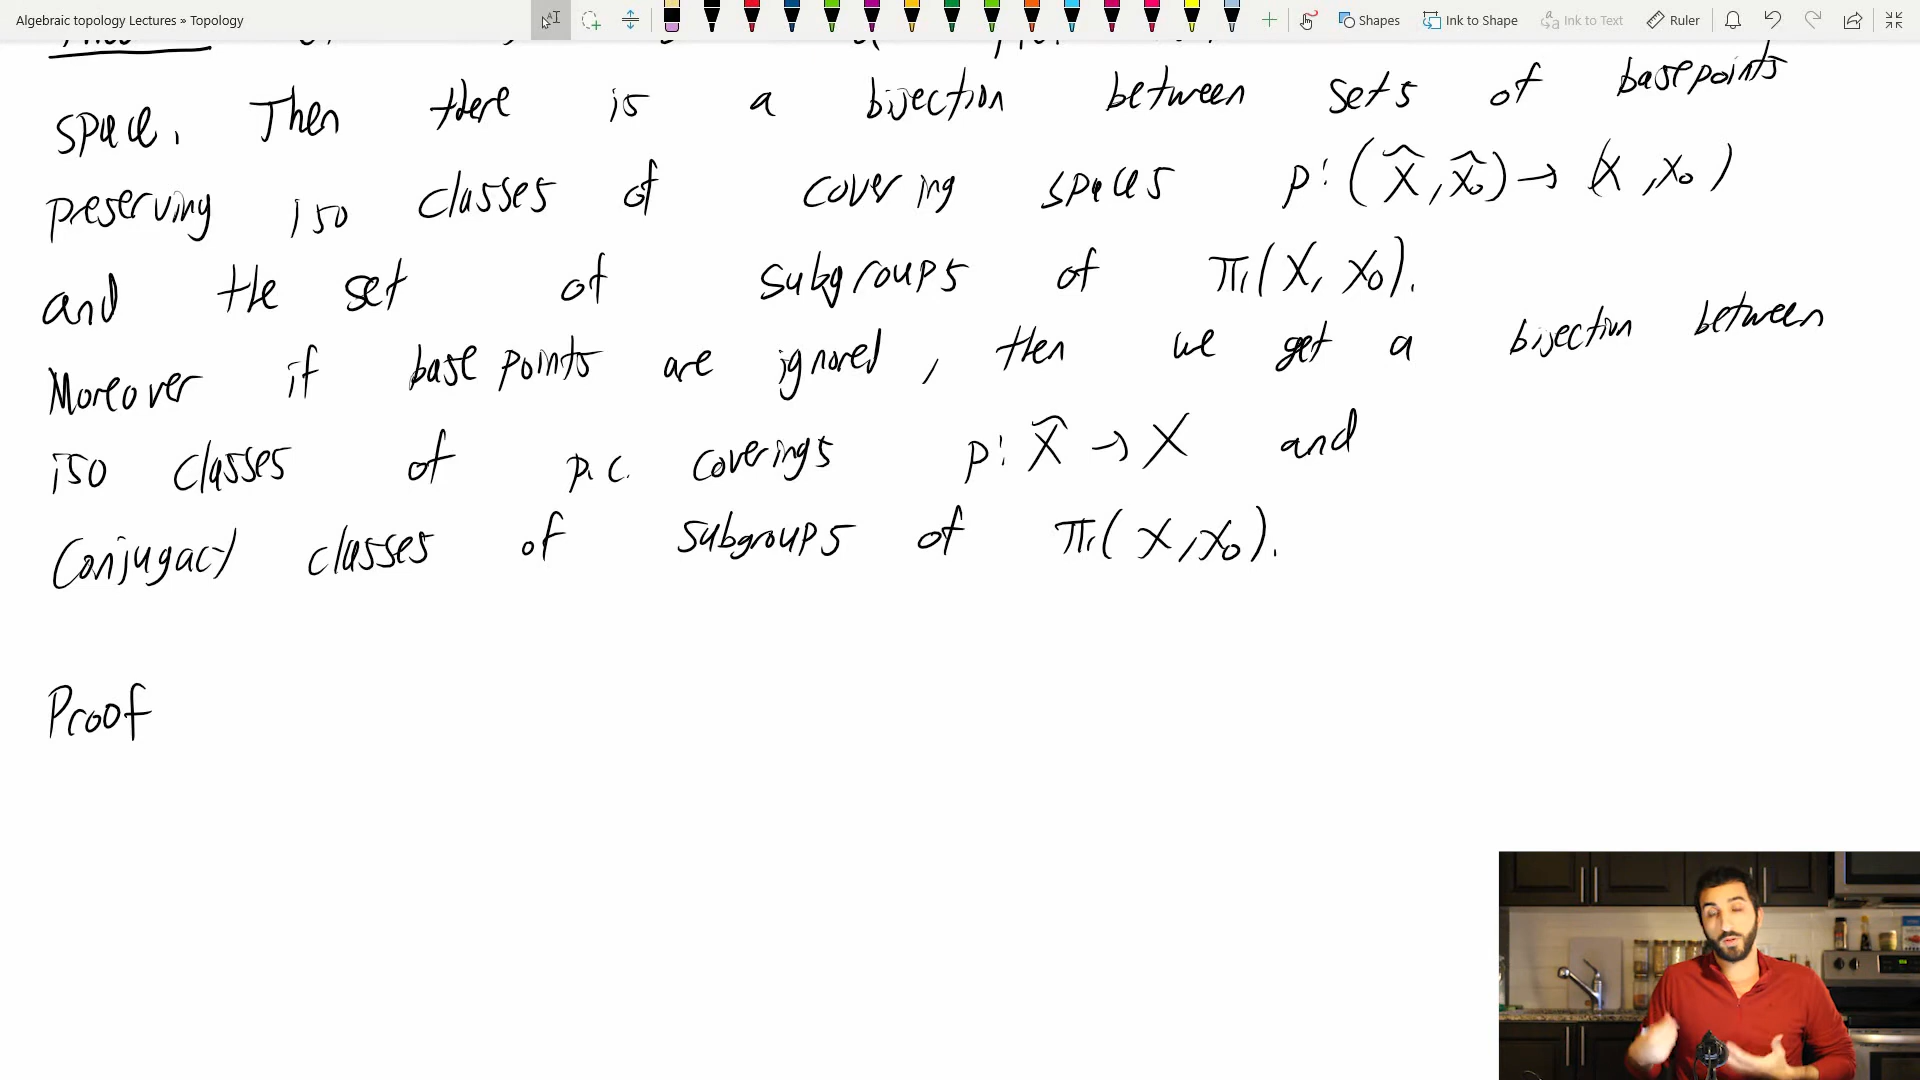 Algebraic topology Lectures » Topology
Shapes Ink to Shape Ink to Text Ruler
space. Then there is a bijection between sets of basepoints
preserving iso classes of covering spaces p: (X̂, x̂₀) → (X, x₀)
and the set of subgroups of π₁(X, x₀).
Moreover if base points are ignored, then we get a bijection between
iso classes of p.c. coverings p: X̂ → X and
Conjugacy classes of subgroups of π₁(X, x₀).
Proof